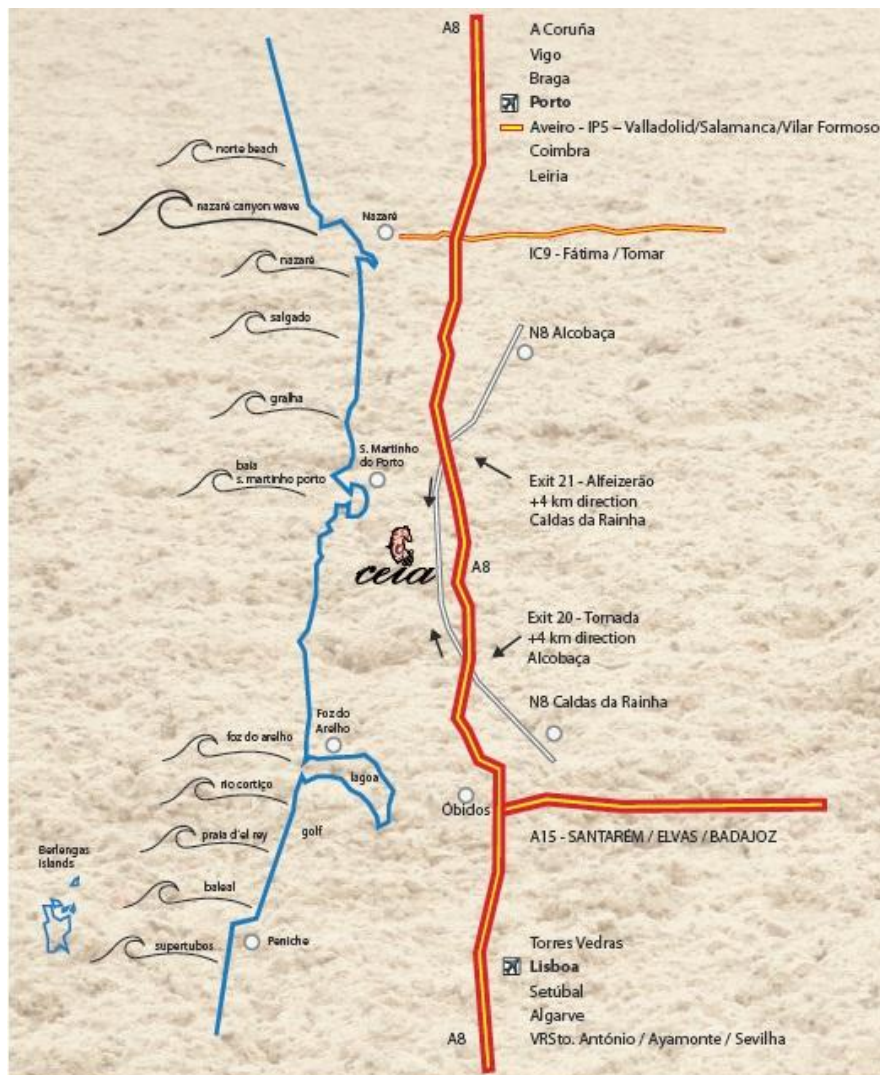 A8
A Coruña
Vigo
Braga
Porto
Aveiro - IP5 – Valladolid/Salamanca/Vilar Formoso
Coimbra
Leiria
norte beach
nazaré canyon wave
Nazaré
nazaré
IC9 - Fátima / Tomar
salgado
N8 Alcobaça
gralha
S. Martinho
do Porto
baia
s. martinho porto
Exit 21 - Alfeizerão
+4 km direction
Caldas da Rainha
ceia
A8
Exit 20 - Tornada
+4 km direction
Alcobaça
N8 Caldas da Rainha
Foz do
Arelho
foz do arelho
lagoa
rio cortiço
Óbidos
golf
praia d'el rey
A15 - SANTARÉM / ELVAS / BADAJOZ
Berlengas
islands
baleal
Peniche
supertubos
Torres Vedras
Lisboa
Setúbal
Algarve
A8
VRSto. António / Ayamonte / Sevilha